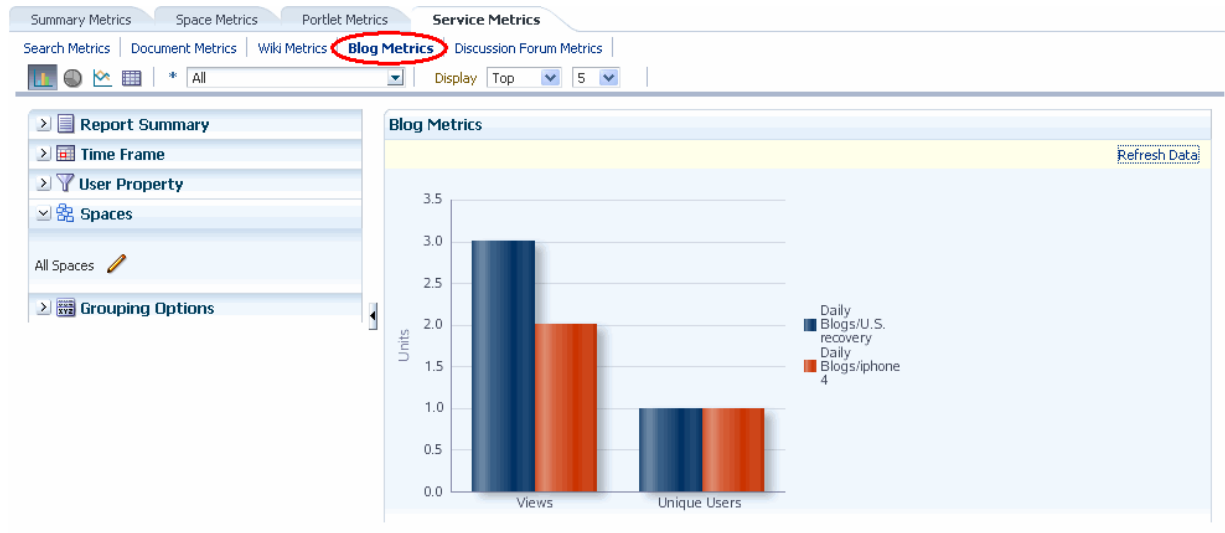 Summary Metrics Space Metrics Portlet Metrics Service Metrics
Search Metrics Document Metrics Wiki Metrics Blog Metrics Discussion Forum Metrics
* All Display Top 5
Report Summary
Time Frame
User Property
Spaces
All Spaces
Grouping Options
Blog Metrics
Refresh Data
3.5
3.0
2.5
2.0
1.5
1.0
0.5
0.0
Units
Views Unique Users
Daily
Blogs/U.S.
recovery
Daily
Blogs/iphone
4